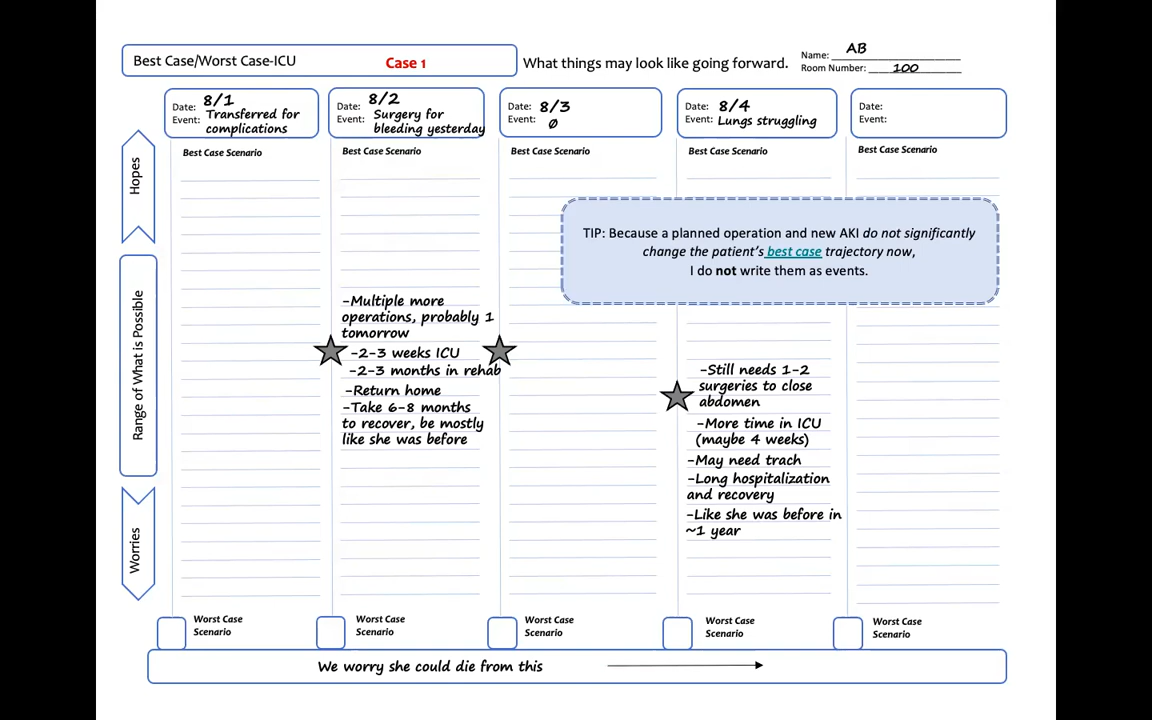 Best Case/Worst Case-ICU
Case 1
What things may look like going forward.
Name: AB
Room Number: 100
Date: 8/1
Event: Transferred for
complications
Date: 8/2
Event: Surgery for
bleeding yesterday
Date: 8/3
Event: Ø
Date: 8/4
Event: Lungs struggling
Date:
Event:
Hopes
Range of What is Possible
Worries
Best Case Scenario
Best Case Scenario
Best Case Scenario
Best Case Scenario
Best Case Scenario
TIP: Because a planned operation and new AKI do not significantly
change the patient's best case trajectory now,
I do not write them as events.
-Multiple more
operations, probably 1
tomorrow
-2-3 weeks ICU
-2-3 months in rehab
-Return home
-Take 6-8 months
to recover, be mostly
like she was before
-Still needs 1-2
surgeries to close
abdomen
-More time in ICU
(maybe 4 weeks)
-May need trach
-Long hospitalization
and recovery
-Like she was before in
~1 year
Worst Case
Scenario
Worst Case
Scenario
Worst Case
Scenario
Worst Case
Scenario
Worst Case
Scenario
We worry she could die from this